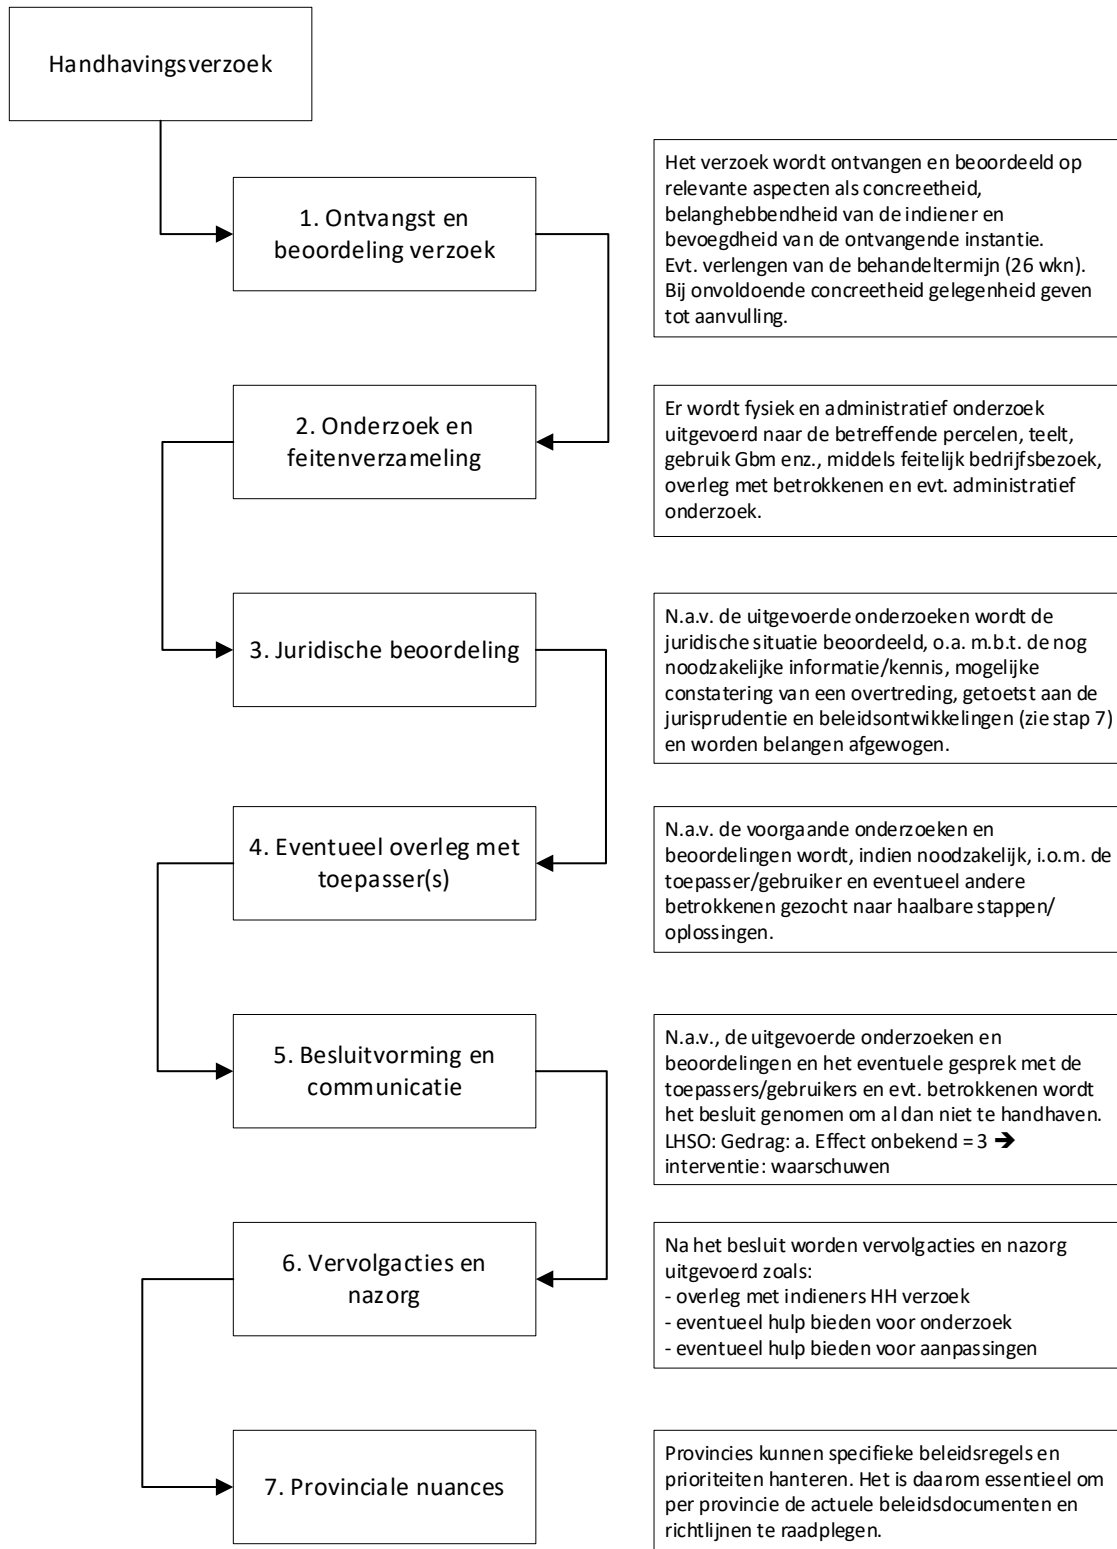 Handhavingsverzoek
1. Ontvangst en
beoordeling verzoek
Het verzoek wordt ontvangen en beoordeeld op
relevante aspecten als concreetheid,
belanghebbendheid van de indiener en
bevoegdheid van de ontvangende instantie.
Evt. verlengen van de behandeltermijn (26 wkn).
Bij onvoldoende concreetheid gelegenheid geven
tot aanvulling.
2. Onderzoek en
feitenverzameling
Er wordt fysiek en administratief onderzoek
uitgevoerd naar de betreffende percelen, teelt,
gebruik Gbm enz., middels feitelijk bedrijfsbezoek,
overleg met betrokkenen en evt. administratief
onderzoek.
3. Juridische beoordeling
N.a.v. de uitgevoerde onderzoeken wordt de
juridische situatie beoordeeld, o.a. m.b.t. de nog
noodzakelijke informatie/kennis, mogelijke
constatering van een overtreding, getoetst aan de
jurisprudentie en beleidsontwikkelingen (zie stap 7)
en worden belangen afgewogen.
4. Eventueel overleg met
toepasser(s)
N.a.v. de voorgaande onderzoeken en
beoordelingen wordt, indien noodzakelijk, i.o.m. de
toepasser/gebruiker en eventueel andere
betrokkenen gezocht naar haalbare stappen/
oplossingen.
5. Besluitvorming en
communicatie
N.a.v., de uitgevoerde onderzoeken en
beoordelingen en het eventuele gesprek met de
toepassers/gebruikers en evt. betrokkenen wordt
het besluit genomen om al dan niet te handhaven.
LHSO: Gedrag: a. Effect onbekend = 3 ➔
interventie: waarschuwen
6. Vervolgacties en
nazorg
Na het besluit worden vervolgacties en nazorg
uitgevoerd zoals:
- overleg met indieners HH verzoek
- eventueel hulp bieden voor onderzoek
- eventueel hulp bieden voor aanpassingen
7. Provinciale nuances
Provincies kunnen specifieke beleidsregels en
prioriteiten hanteren. Het is daarom essentieel om
per provincie de actuele beleidsdocumenten en
richtlijnen te raadplegen.